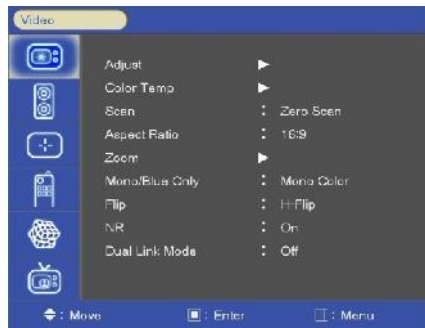 Video
Adjust
Color Temp
Scan : Zero Scan
Aspect Ratio : 16:9
Zoom
Mono/Blue Only : Mono Color
Flip : H-Flip
NR : On
Dual Link Mode : Off
: Move : Enter : Menu